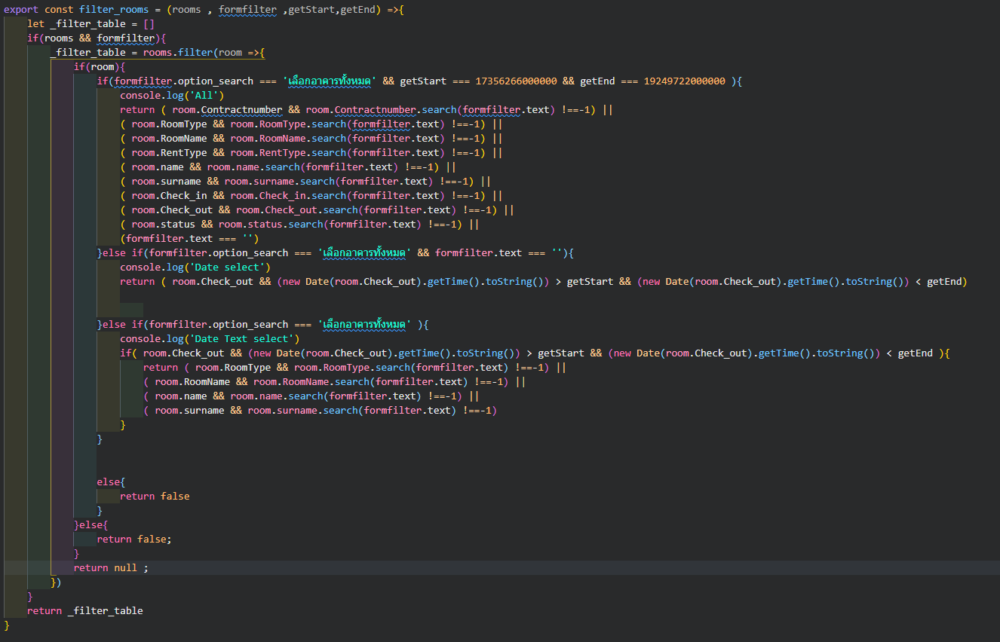 export const filter_rooms = (rooms , formfilter ,getStart,getEnd) =>{
let _filter_table = []
if(rooms && formfilter){
_filter_table = rooms.filter(room =>{
if(room){
if(formfilter.option_search === 'เลือกอาคารทั้งหมด' && getStart === 17356266000000 && getEnd === 19249722000000 ){
console.log('All')
return ( room.Contractnumber && room.Contractnumber.search(formfilter.text) !==-1) ||
( room.RoomType && room.RoomType.search(formfilter.text) !==-1) ||
( room.RoomName && room.RoomName.search(formfilter.text) !==-1) ||
( room.RentType && room.RentType.search(formfilter.text) !==-1) ||
( room.name && room.name.search(formfilter.text) !==-1) ||
( room.surname && room.surname.search(formfilter.text) !==-1) ||
( room.Check_in && room.Check_in.search(formfilter.text) !==-1) ||
( room.Check_out && room.Check_out.search(formfilter.text) !==-1) ||
( room.status && room.status.search(formfilter.text) !==-1) ||
(formfilter.text === '')
}else if(formfilter.option_search === 'เลือกอาคารทั้งหมด' && formfilter.text === ''){
console.log('Date select')
return ( room.Check_out && (new Date(room.Check_out).getTime().toString()) > getStart && (new Date(room.Check_out).getTime().toString()) < getEnd)
}else if(formfilter.option_search === 'เลือกอาคารทั้งหมด' ){
console.log('Date Text select')
if( room.Check_out && (new Date(room.Check_out).getTime().toString()) > getStart && (new Date(room.Check_out).getTime().toString()) < getEnd ){
return ( room.RoomType && room.RoomType.search(formfilter.text) !==-1) ||
( room.RoomName && room.RoomName.search(formfilter.text) !==-1) ||
( room.name && room.name.search(formfilter.text) !==-1) ||
( room.surname && room.surname.search(formfilter.text) !==-1)
}
}
else{
return false
}
}else{
return false;
}
return null ;
})
}
return _filter_table
}